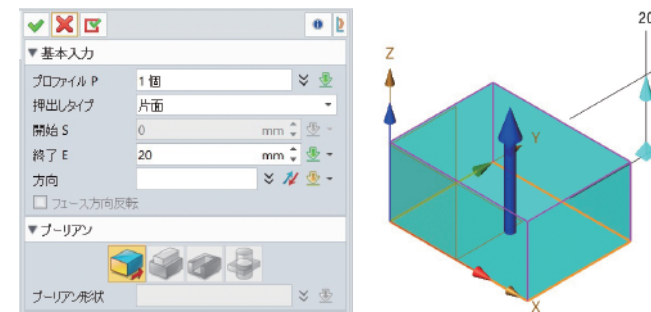 基本入力
プロファイル P 1 個
押出しタイプ 片面
開始 S 0 mm
終了 E 20 mm
方向
フェース方向反転
ブーリアン
ブーリアン形状
20
Z
Y
X